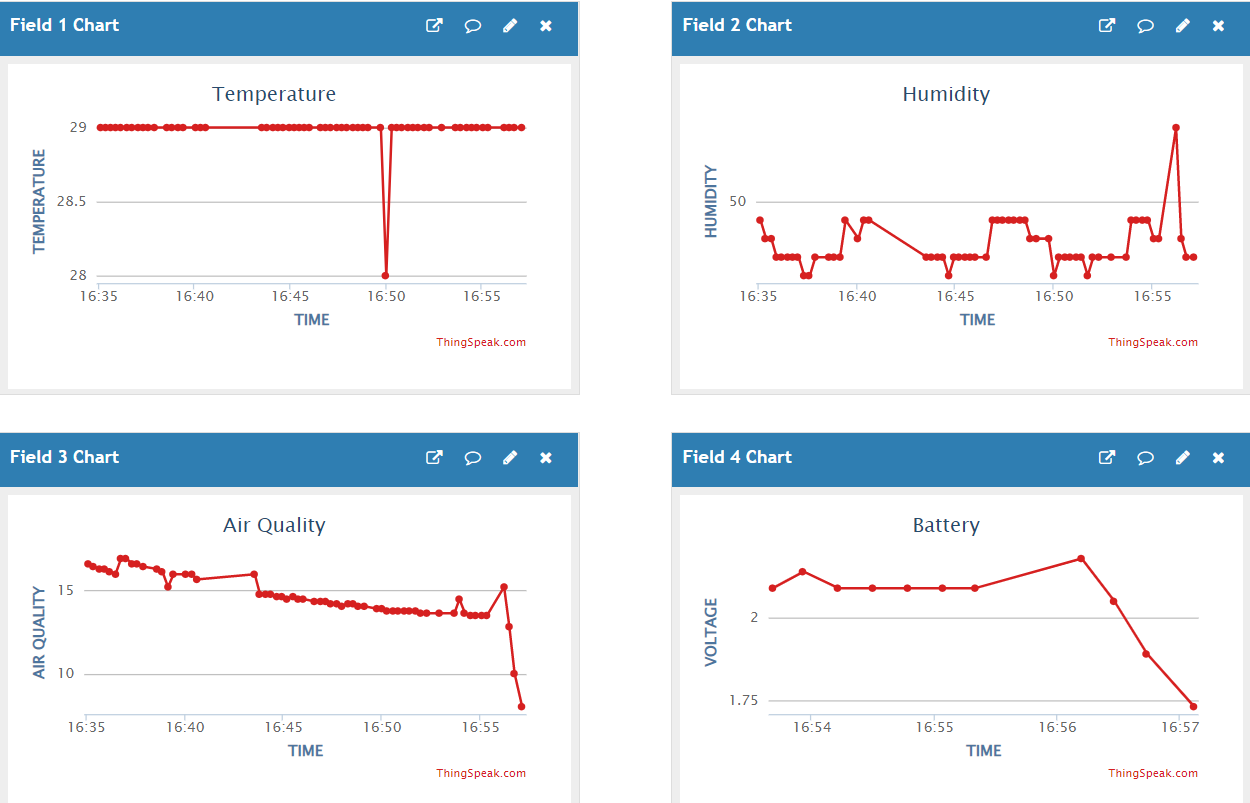 Field 1 Chart
Temperature
TEMPERATURE
29
28.5
28
16:35 16:40 16:45 16:50 16:55
TIME
ThingSpeak.com
Field 2 Chart
Humidity
HUMIDITY
50
16:35 16:40 16:45 16:50 16:55
TIME
ThingSpeak.com
Field 3 Chart
Air Quality
AIR QUALITY
15
10
16:35 16:40 16:45 16:50 16:55
TIME
ThingSpeak.com
Field 4 Chart
Battery
VOLTAGE
2
1.75
16:54 16:55 16:56 16:57
TIME
ThingSpeak.com